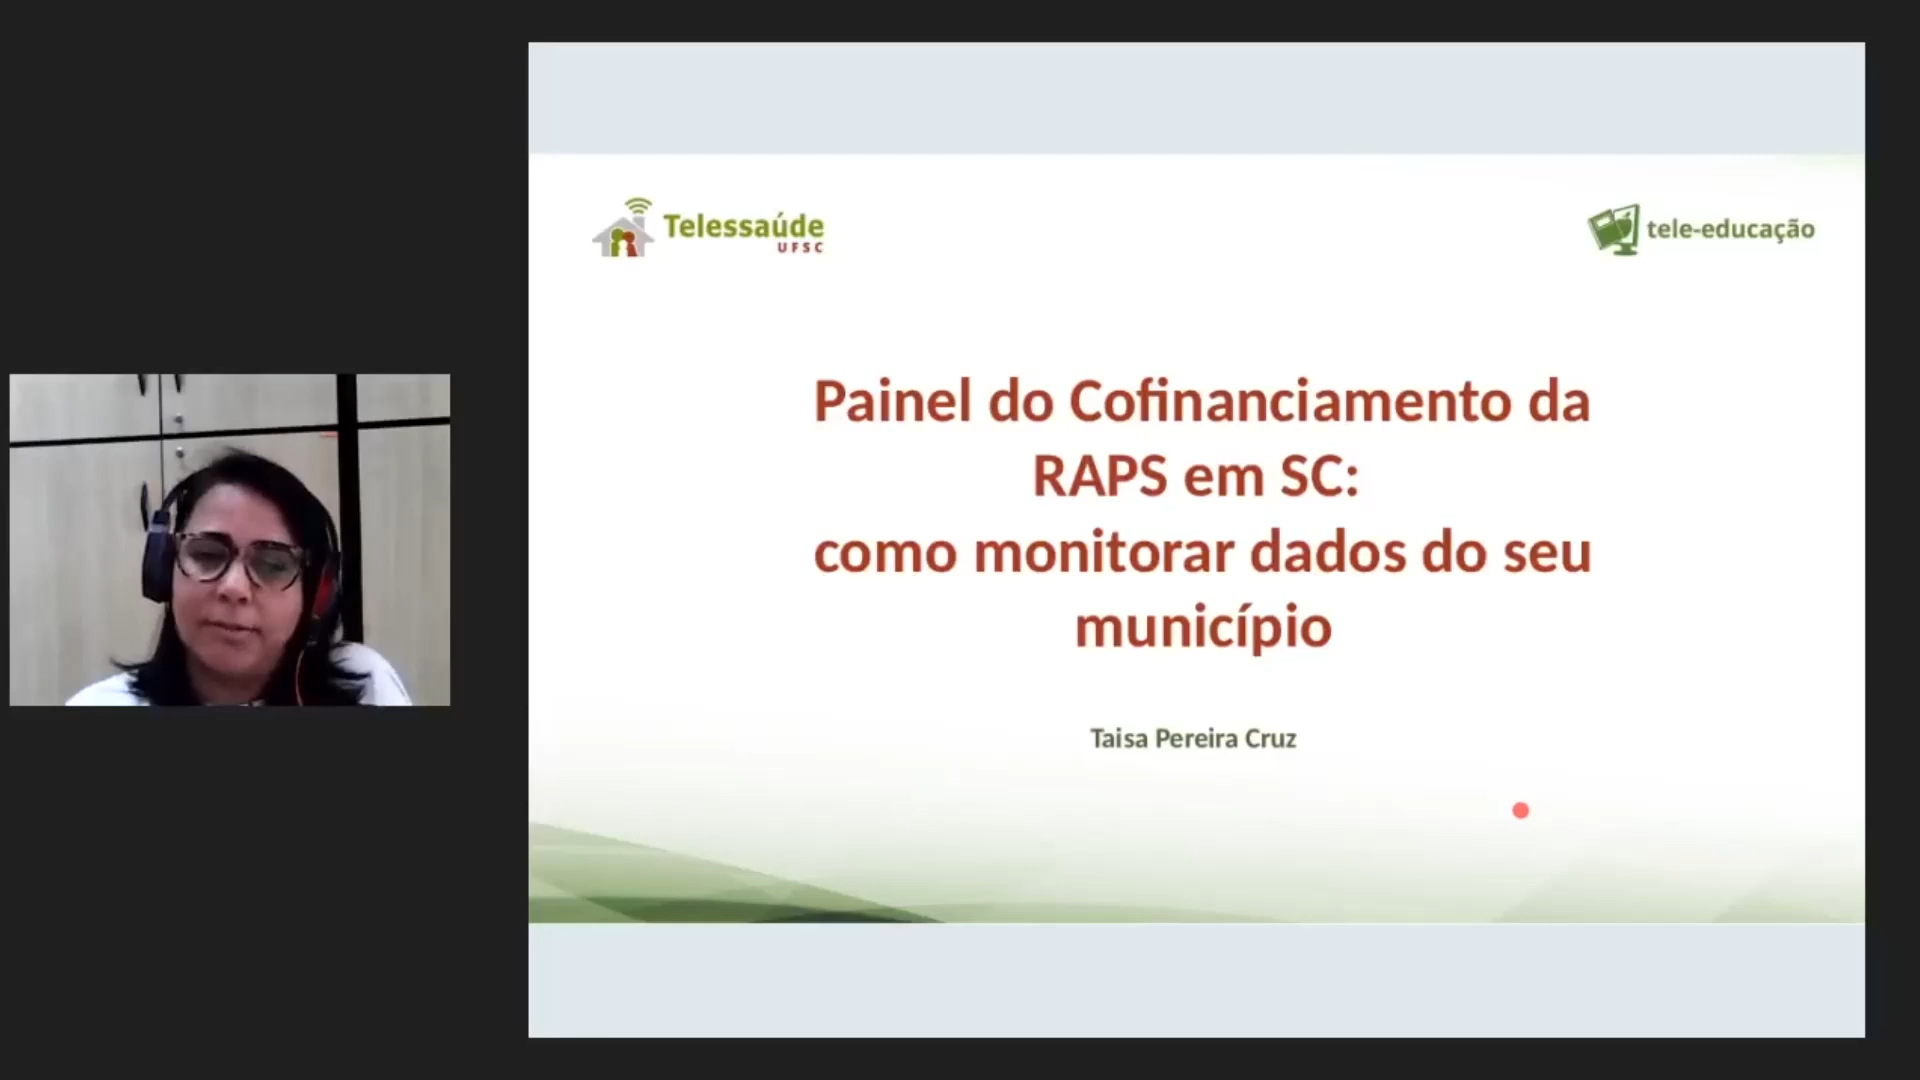 Telessaúde
UFSC
tele-educação
Painel do Cofinanciamento da
RAPS em SC:
como monitorar dados do seu
município
Taisa Pereira Cruz